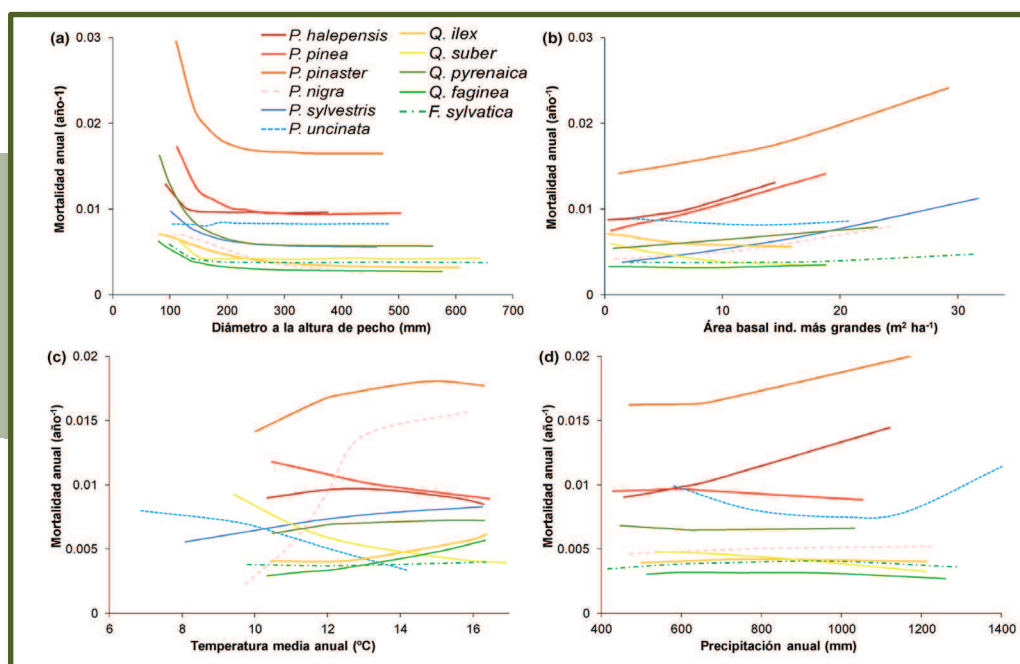 (a)
0.03
0.02
0.01
0
Mortalidad anual (año-1)
0 100 200 300 400 500 600 700
Diámetro a la altura de pecho (mm)
P. halepensis
P. pinea
P. pinaster
P. nigra
P. sylvestris
P. uncinata
Q. ilex
Q. suber
Q. pyrenaica
Q. faginea
F. sylvatica
(b)
0.03
0.02
0.01
0
Mortalidad anual (año⁻¹)
0 10 20 30
Área basal ind. más grandes (m² ha⁻¹)
(c)
0.02
0.015
0.01
0.005
0
Mortalidad anual (año⁻¹)
6 8 10 12 14 16
Temperatura media anual (ºC)
(d)
0.02
0.015
0.01
0.005
0
Mortalidad anual (año⁻¹)
400 600 800 1000 1200 1400
Precipitación anual (mm)